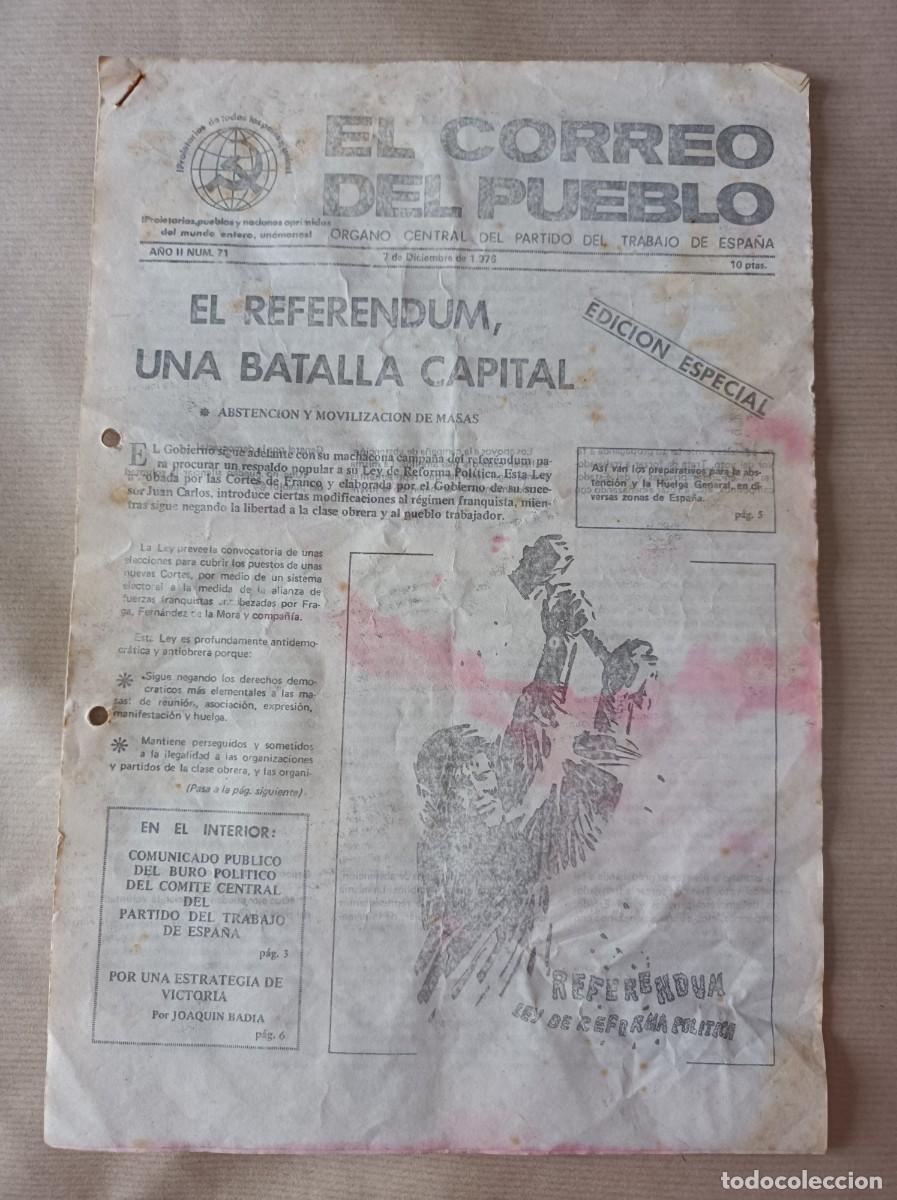 ¡Proletarios de todos los países, uníos!
EL CORREO
DEL PUEBLO
¡Proletarios, pueblos y naciones oprimidos
del mundo entero, unámonos!
ORGANO CENTRAL DEL PARTIDO DEL TRABAJO DE ESPAÑA
AÑO II NUM. 71
7 de Diciembre de 1.976
10 ptas.
EL REFERENDUM,
UNA BATALLA CAPITAL
EDICION ESPECIAL
ABSTENCION Y MOVILIZACION DE MASAS
EL Gobierno sigue adelante con su machacona campaña del referendum pa-
ra procurar un respaldo popular a su Ley de Reforma Política. Esta Ley
aprobada por las Cortes de Franco y elaborada por el Gobierno de su suce-
sor Juan Carlos, introduce ciertas modificaciones al régimen franquista, mien-
tras sigue negando la libertad a la clase obrera y al pueblo trabajador.
Así van los preparativos para la abs-
tención y la Huelga General, en di-
versas zonas de España.
pág. 5
La Ley preveela convocatoria de unas
elecciones para cubrir los puestos de unas
nuevas Cortes, por medio de un sistema
electoral a la medida de la alianza de
fuerzas franquistas encabezadas por Fra-
ga, Fernández de la Mora y compañía.
Esta Ley es profundamente antidemo-
crática y antiobrera porque:
Sigue negando los derechos demo-
craticos más elementales a las ma-
sas: de reunión, asociación, expresión,
manifestación y huelga.
Mantiene perseguidos y sometidos
a la ilegalidad a las organizaciones
y partidos de la clase obrera, y las organi-
(Pasa a la pág. siguiente)
EN EL INTERIOR:
COMUNICADO PUBLICO
DEL BURO POLITICO
DEL COMITE CENTRAL
DEL
PARTIDO DEL TRABAJO
DE ESPAÑA
pág. 3
POR UNA ESTRATEGIA DE
VICTORIA
Por JOAQUIN BADIA
pág. 6
REFERENDUM
LEY DE REFORMA POLITICA
todocoleccion